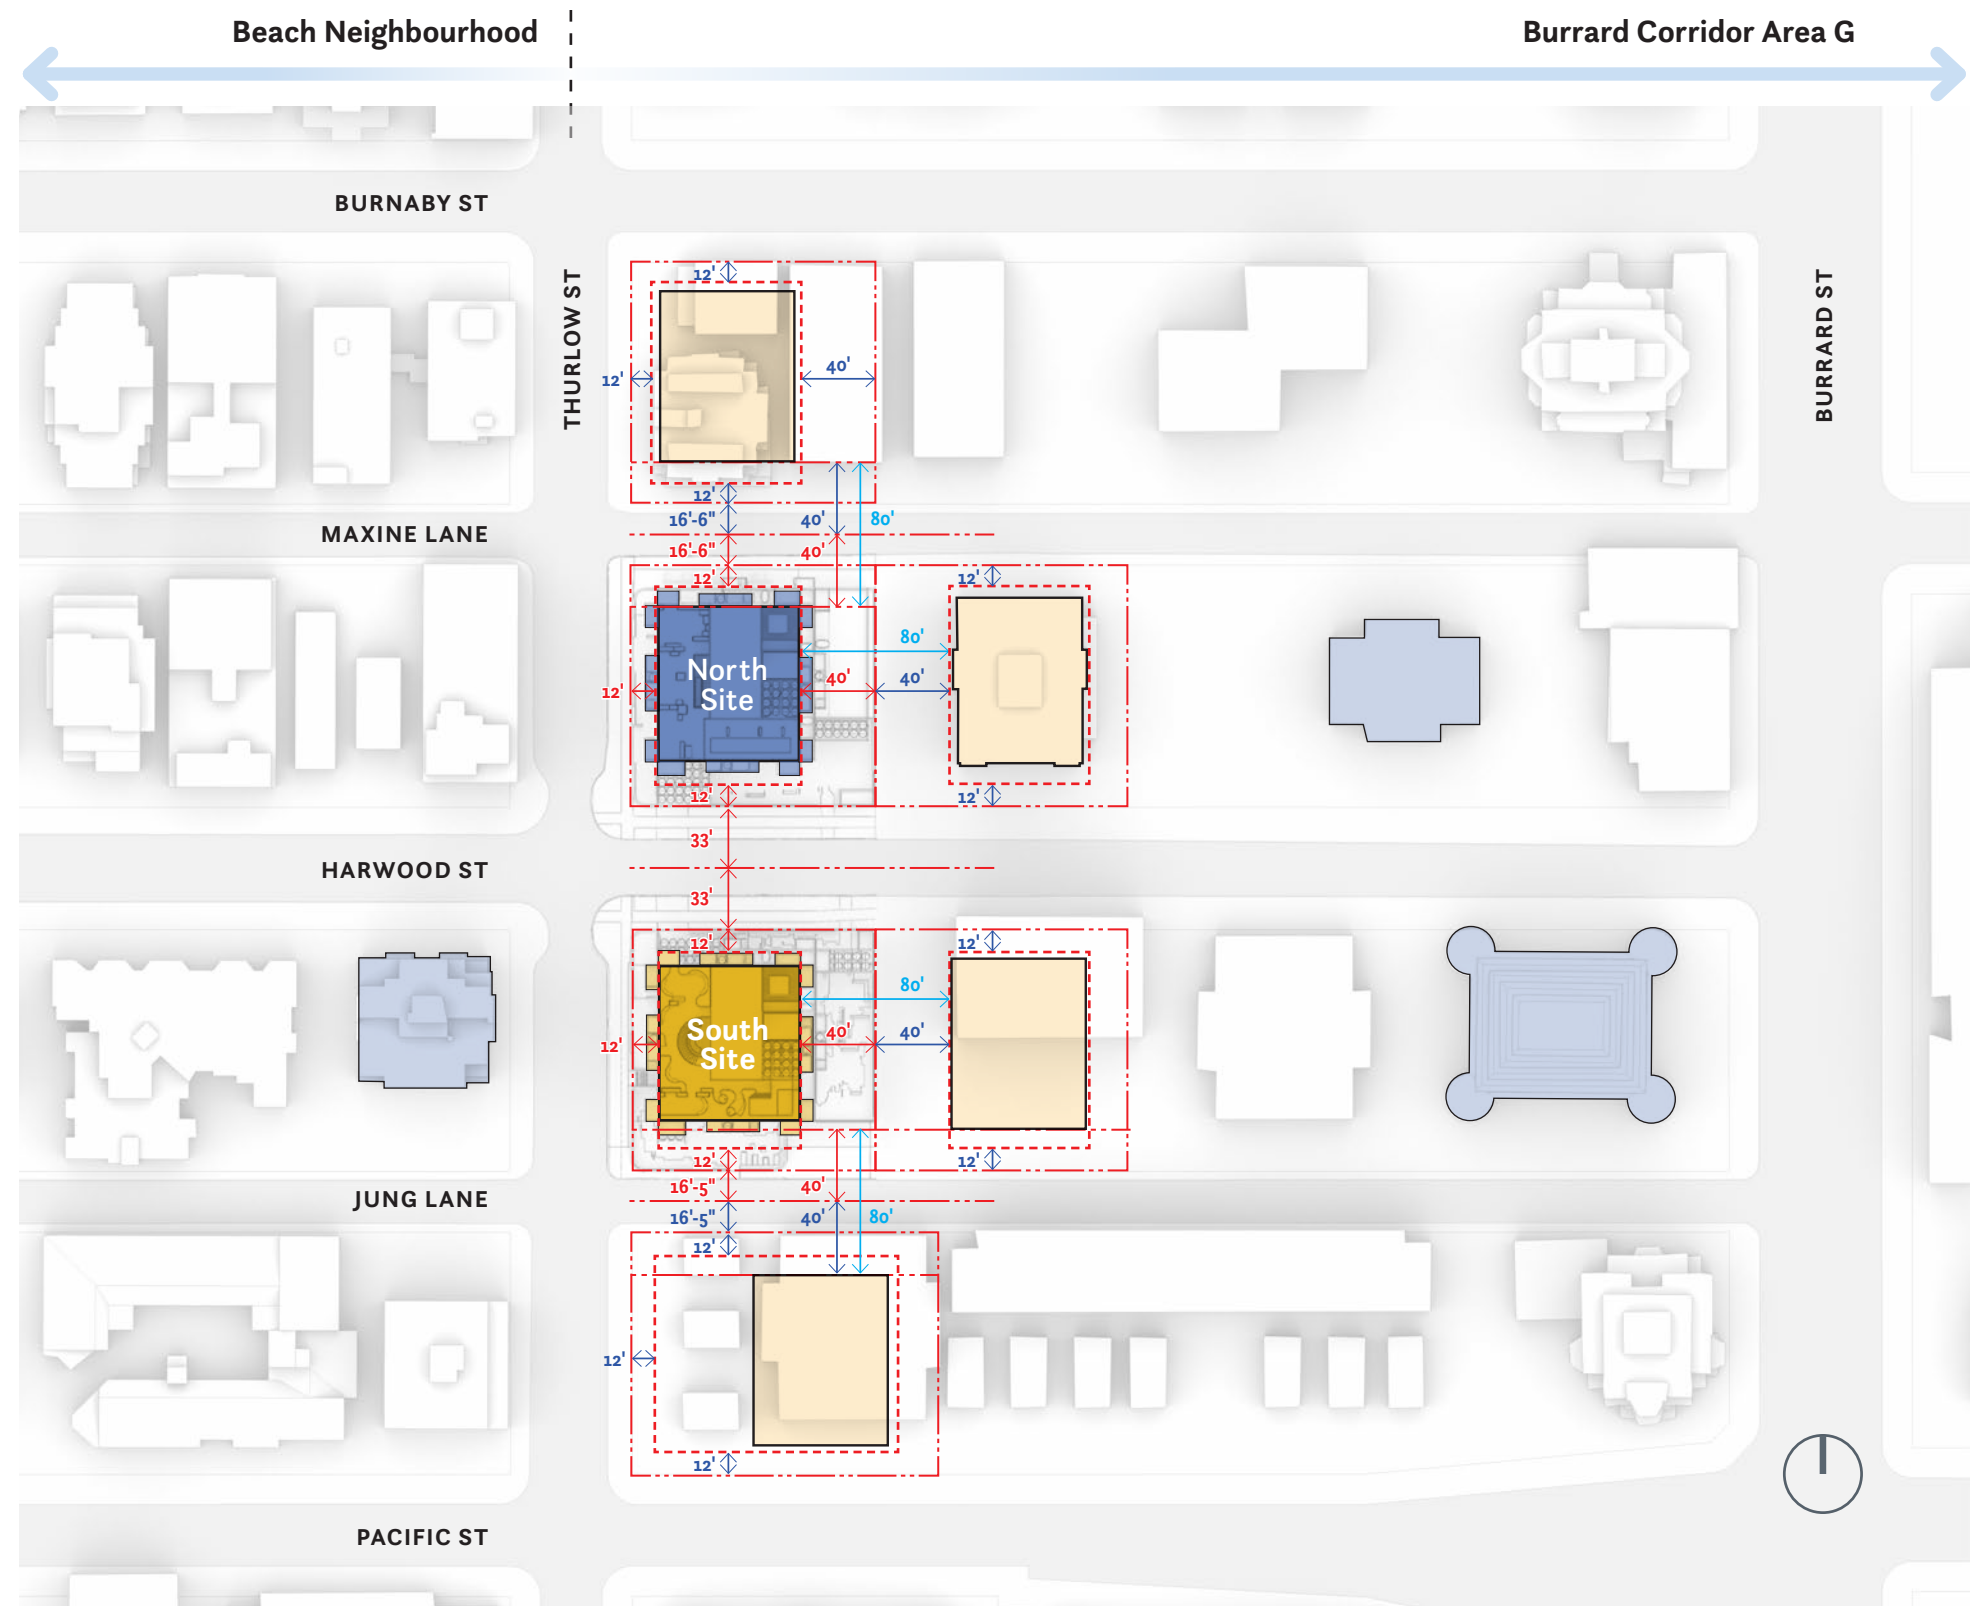 Beach Neighbourhood
Burrard Corridor Area G
BURNABY ST
THURLOW ST
BURRARD ST
12'
12'
40'
12'
16'-6"
40'
80'
MAXINE LANE
16'-6"
40'
12'
12'
80'
North
Site
12'
40'
40'
12'
12'
33'
HARWOOD ST
33'
12'
12'
80'
South
Site
12'
40'
40'
12'
12'
16'-5"
40'
JUNG LANE
16'-5"
40'
80'
12'
12'
12'
PACIFIC ST